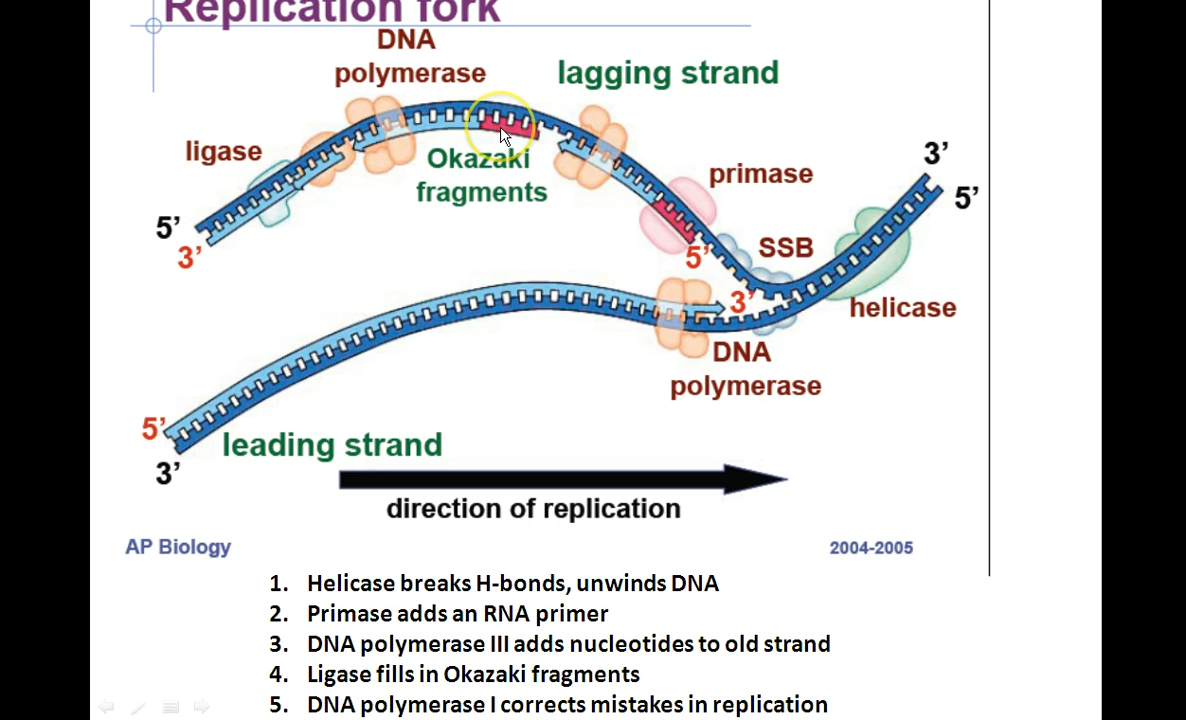 Replication fork
DNA
polymerase
lagging strand
ligase
Okazaki
fragments
primase
3’
5’
5’
3’
SSB
5’
3’
helicase
DNA
polymerase
5’
leading strand
3’
direction of replication
AP Biology
2004-2005
1. Helicase breaks H-bonds, unwinds DNA
2. Primase adds an RNA primer
3. DNA polymerase III adds nucleotides to old strand
4. Ligase fills in Okazaki fragments
5. DNA polymerase I corrects mistakes in replication